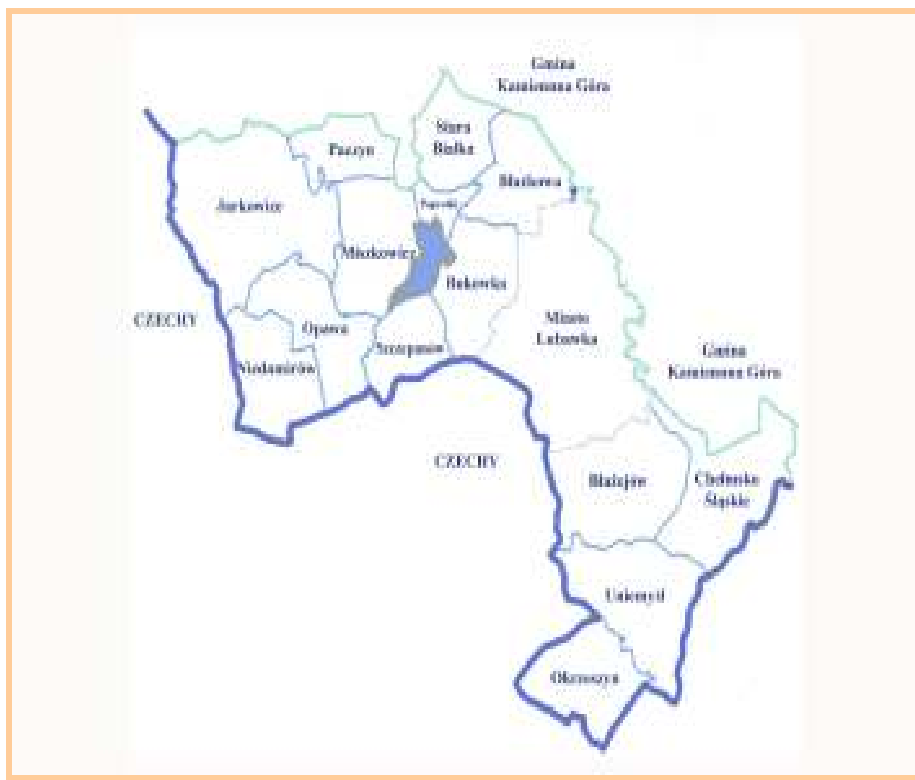 Gmina
Kamienna Góra
Stara
Białka
Paczyn
Błażkowa
Jarkowice
Miszkowice
Bukowka
CZECHY
Opawa
Miasto
Lubawka
Szczepanów
Niedamirów
Gmina
Kamienna Góra
CZECHY
Błażejów
Chełmsko
Śląskie
Uniemyśl
Okrzeszyn